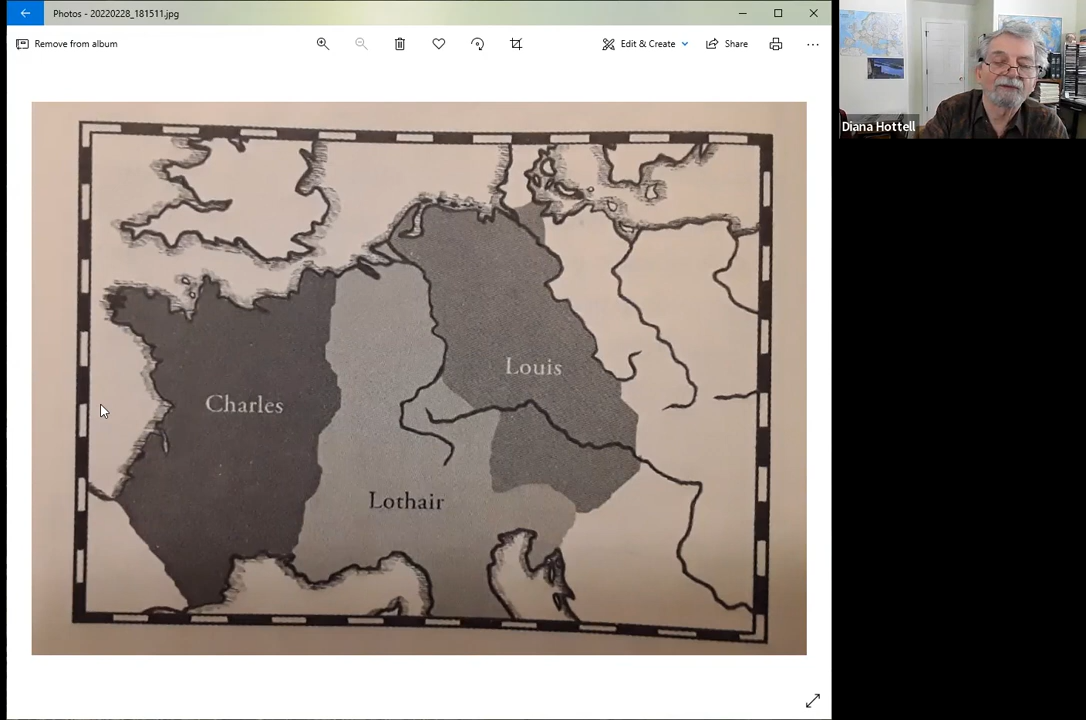 Photos - 20220228_181511.jpg
Remove from album
Edit & Create
Share
Diana Hottell
Louis
Charles
Lothair